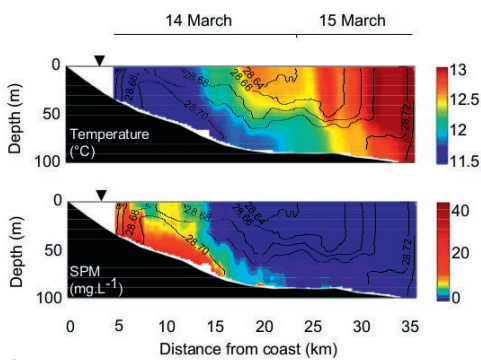 14 March
15 March
0
50
100
Depth (m)
Temperature
(°C)
28.68
28.66
28.64
28.70
28.72
13
12.5
12
11.5
0
50
100
Depth (m)
SPM
(mg.L-1)
28.68
28.66
28.64
28.70
28.72
40
20
0
0 5 10 15 20 25 30 35
Distance from coast (km)